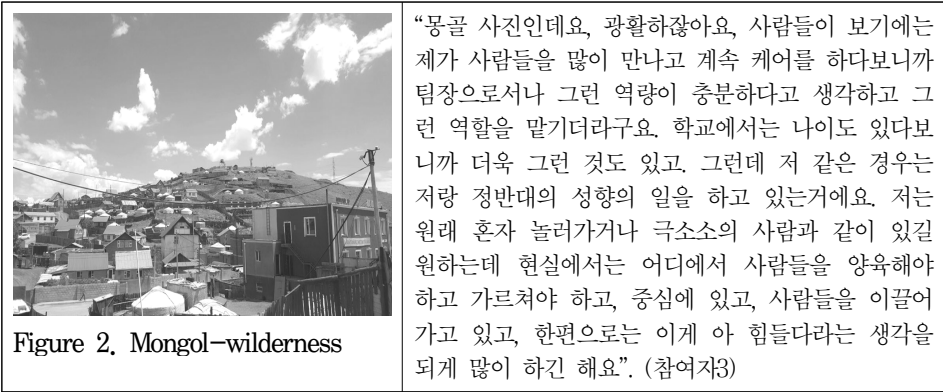 Figure 2. Mongol-wilderness
“몽골 사진인데요, 광활하잖아요, 사람들이 보기에는
제가 사람들을 많이 만나고 계속 케어를 하다보니까
팀장으로서나 그런 역량이 충분하다고 생각하고 그
런 역할을 맡기더라구요. 학교에서는 나이도 있다보
니까 더욱 그런 것도 있고. 그런데 저 같은 경우는
저랑 정반대의 성향의 일을 하고 있는거에요. 저는
원래 혼자 놀러가거나 극소소의 사람과 같이 있길
원하는데 현실에서는 어디에서 사람들을 양육해야
하고 가르쳐야 하고, 중심에 있고, 사람들을 이끌어
가고 있고, 한편으로는 이게 아 힘들다라는 생각을
되게 많이 하긴 해요”. (참여자3)